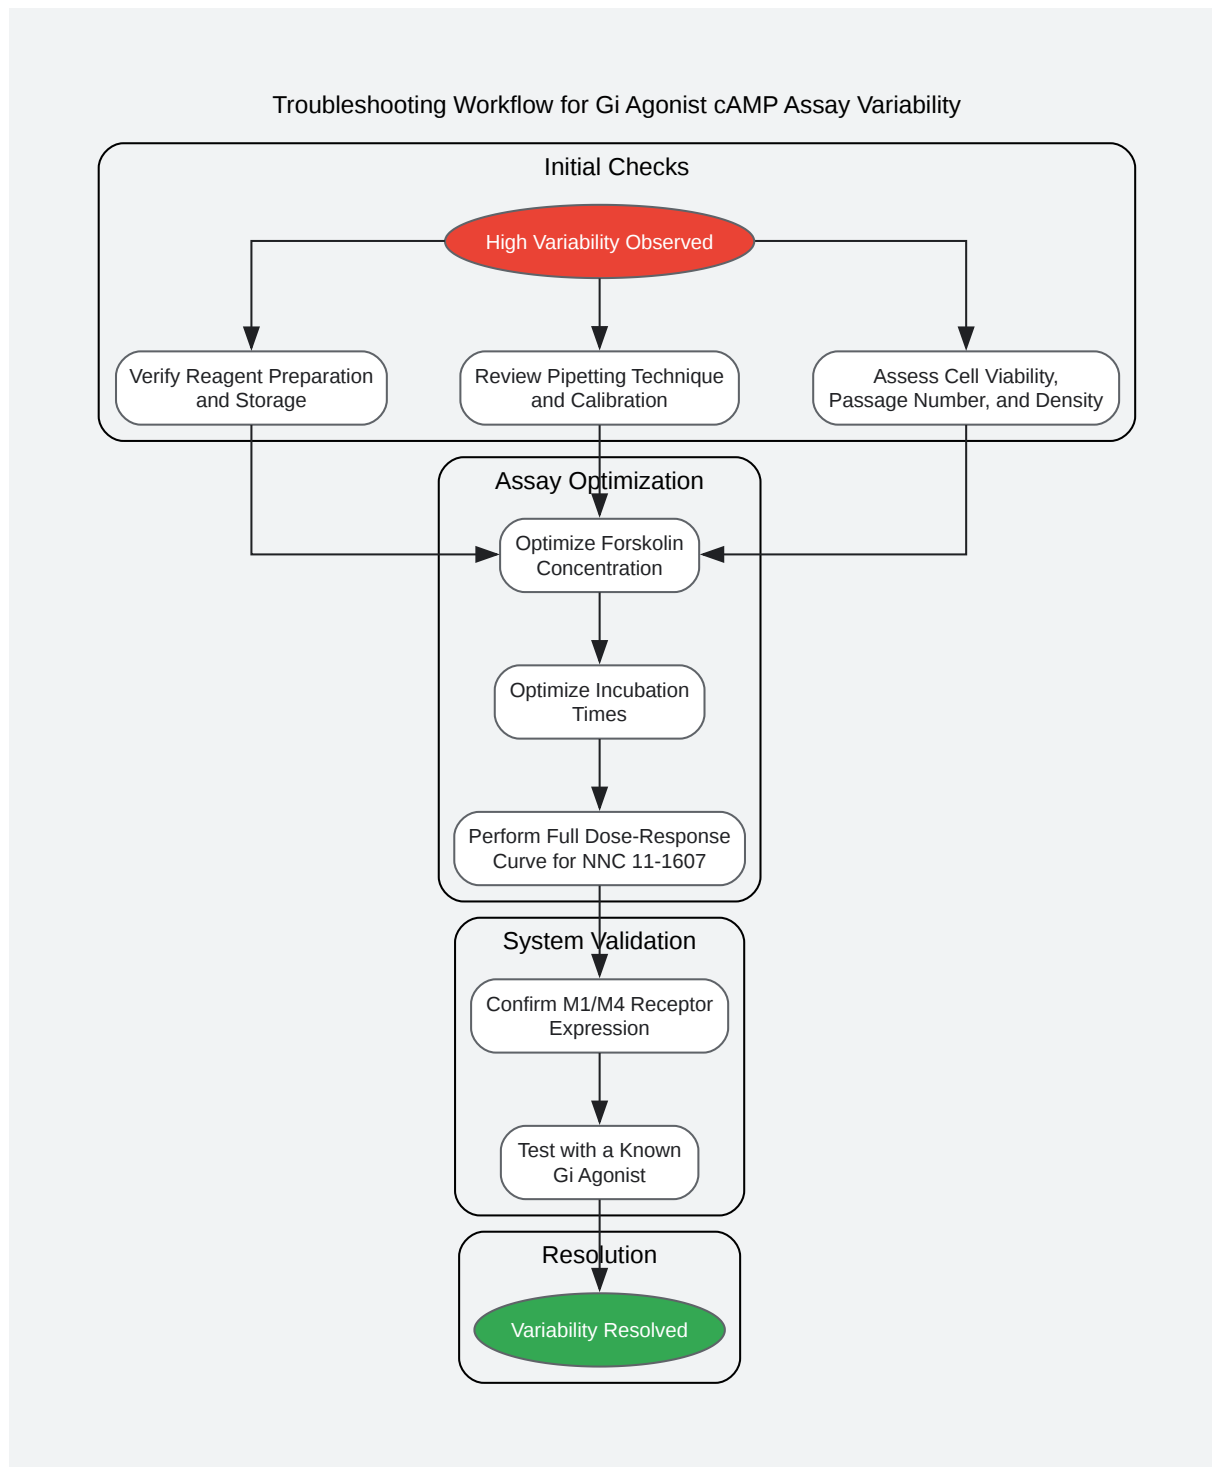 Troubleshooting Workflow for Gi Agonist cAMP Assay Variability
Initial Checks
High Variability Observed
Verify Reagent Preparation
and Storage
Review Pipetting Technique
and Calibration
Assess Cell Viability,
Passage Number, and Density
Assay Optimization
Optimize Forskolin
Concentration
Optimize Incubation
Times
Perform Full Dose-Response
Curve for NNC 11-1607
System Validation
Confirm M1/M4 Receptor
Expression
Test with a Known
Gi Agonist
Resolution
Variability Resolved